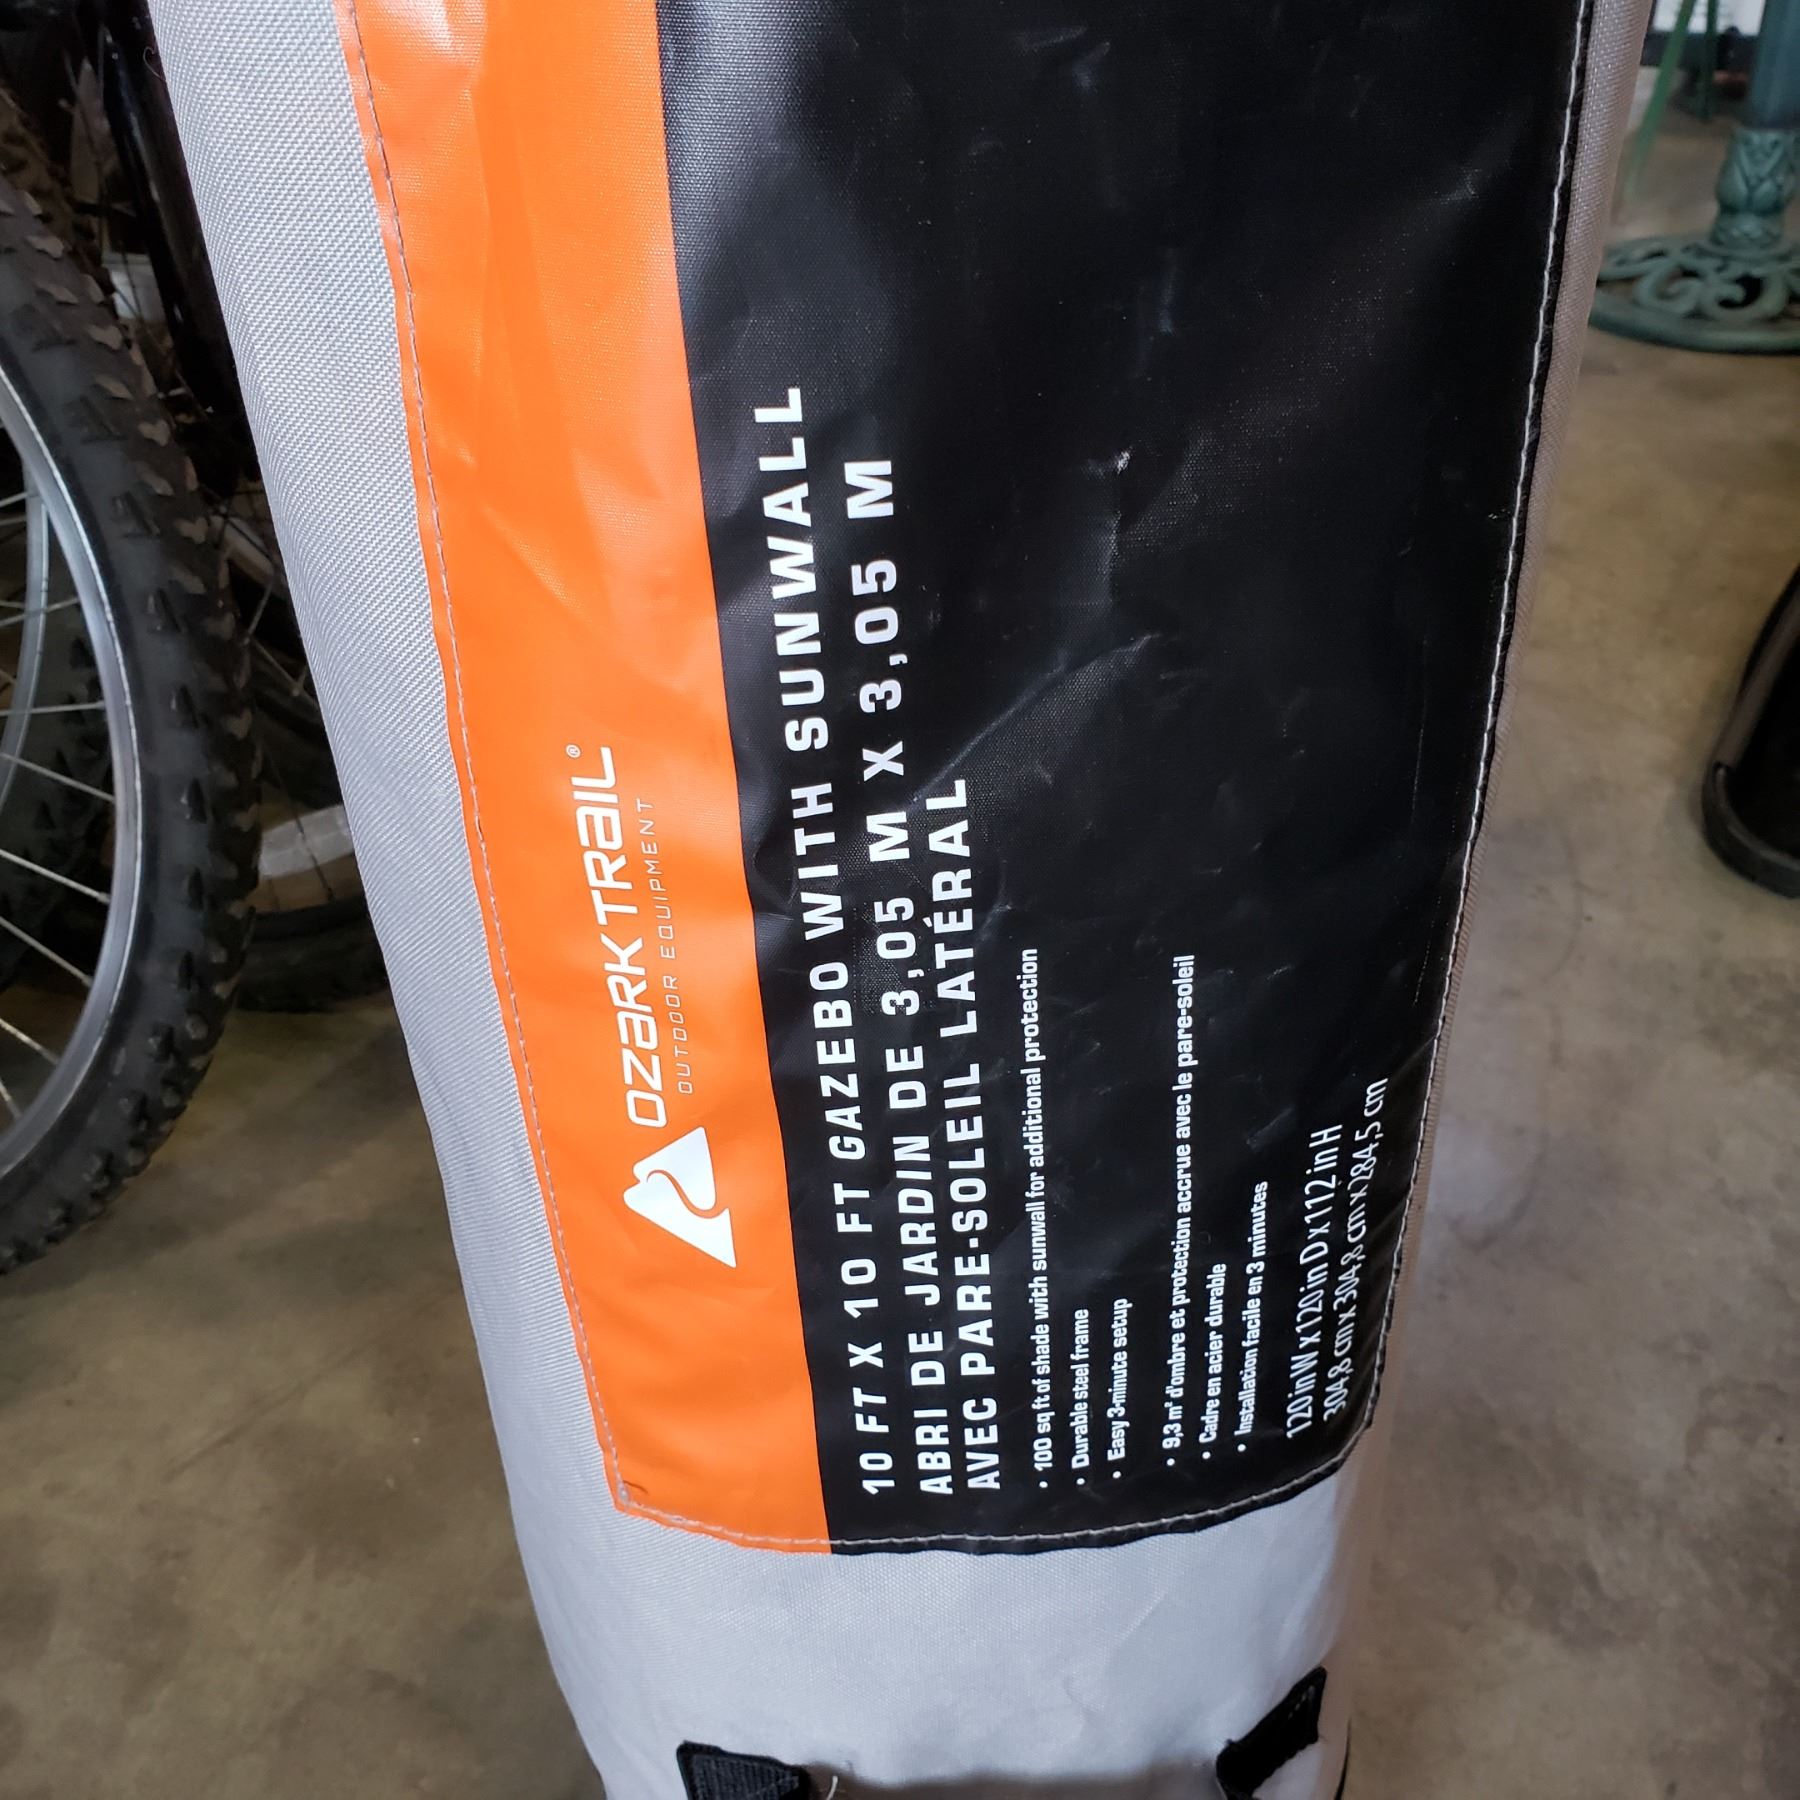 OZARK TRAIL®
OUTDOOR EQUIPMENT
10 FT X 10 FT GAZEBO WITH SUNWALL
ABRI DE JARDIN DE 3,05 M X 3,05 M
AVEC PARE-SOLEIL LATÉRAL
• 100 sq ft of shade with sunwall for additional protection
• Durable steel frame
• Easy 3-minute setup
• 9,3 m² d'ombre et protection accrue avec le pare-soleil
• Cadre en acier durable
• Installation facile en 3 minutes
120 in W x 120 in D x 112 in H
304,8 cm x 304,8 cm x 284,5 cm